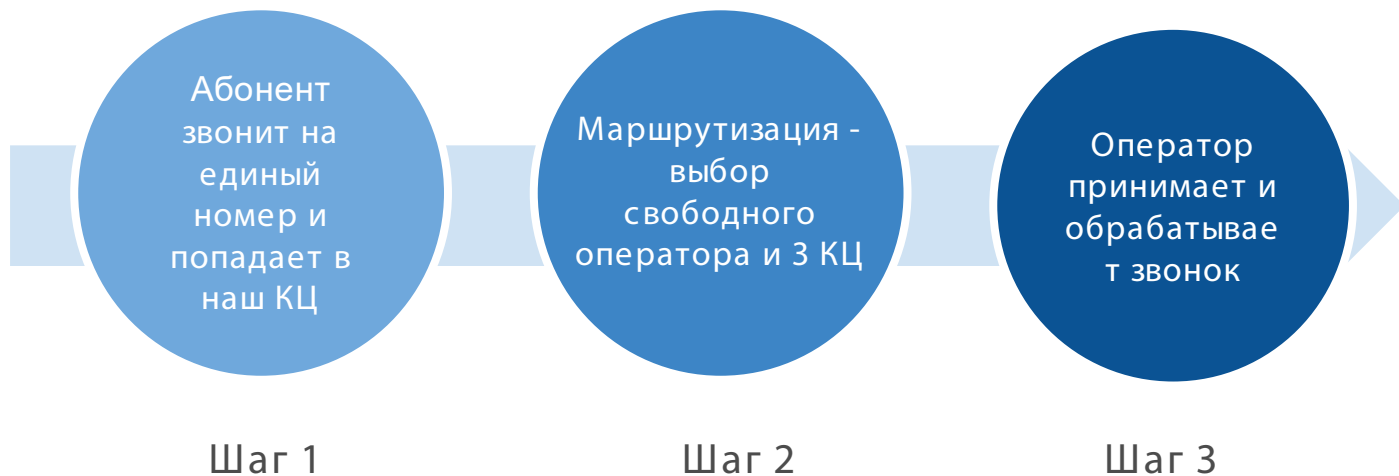 Абонент
звонит на
единый
номер и
попадает в
наш КЦ
Маршрутизация -
выбор
свободного
оператора и 3 КЦ
Оператор
принимает и
обрабатывае
т звонок
Шаг 1
Шаг 2
Шаг 3